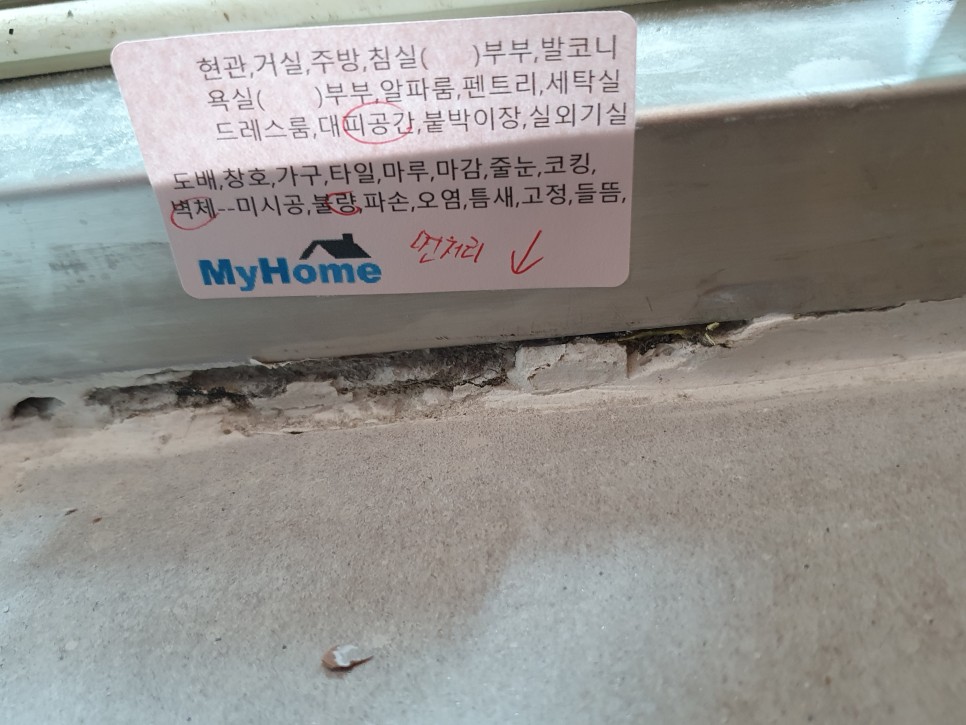 현관,거실,주방,침실( )부부,발코니
욕실( )부부,알파룸,펜트리,세탁실
드레스룸,대피공간,붙박이장,실외기실
도배,창호,가구,타일,마루,마감,줄눈,코킹,
벽체--미시공,불량,파손,오염,틈새,고정,들뜸,
MyHome 면처리 ↓